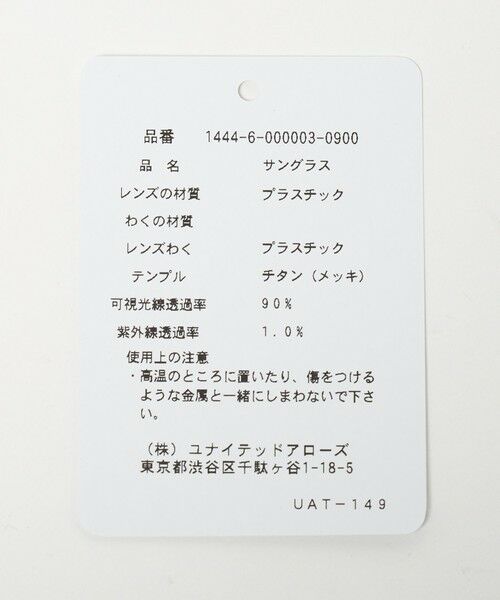 品番 1444-6-000003-0900
品 名 サングラス
レンズの材質 プラスチック
わくの材質
レンズわく プラスチック
テンプル チタン（メッキ）
可視光線透過率 90%
紫外線透過率 1.0%
使用上の注意
・高温のところに置いたり、傷をつける
ような金属と一緒にしまわないで下さ
い。
（株）ユナイテッドアローズ
東京都渋谷区千駄ヶ谷1-18-5
UAT-149